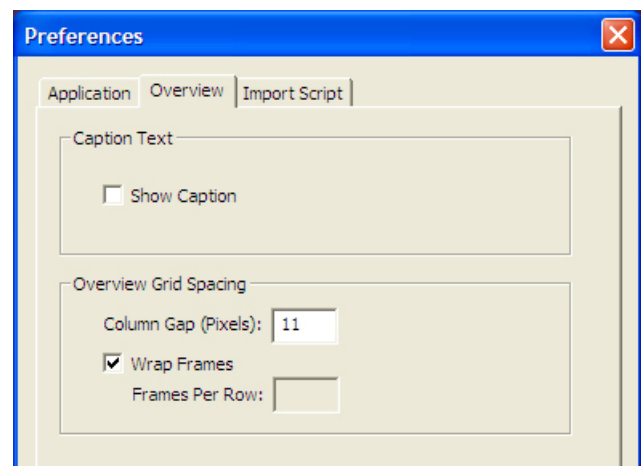 Preferences
Application Overview Import Script
Caption Text
Show Caption
Overview Grid Spacing
Column Gap (Pixels): 11
Wrap Frames
Frames Per Row: